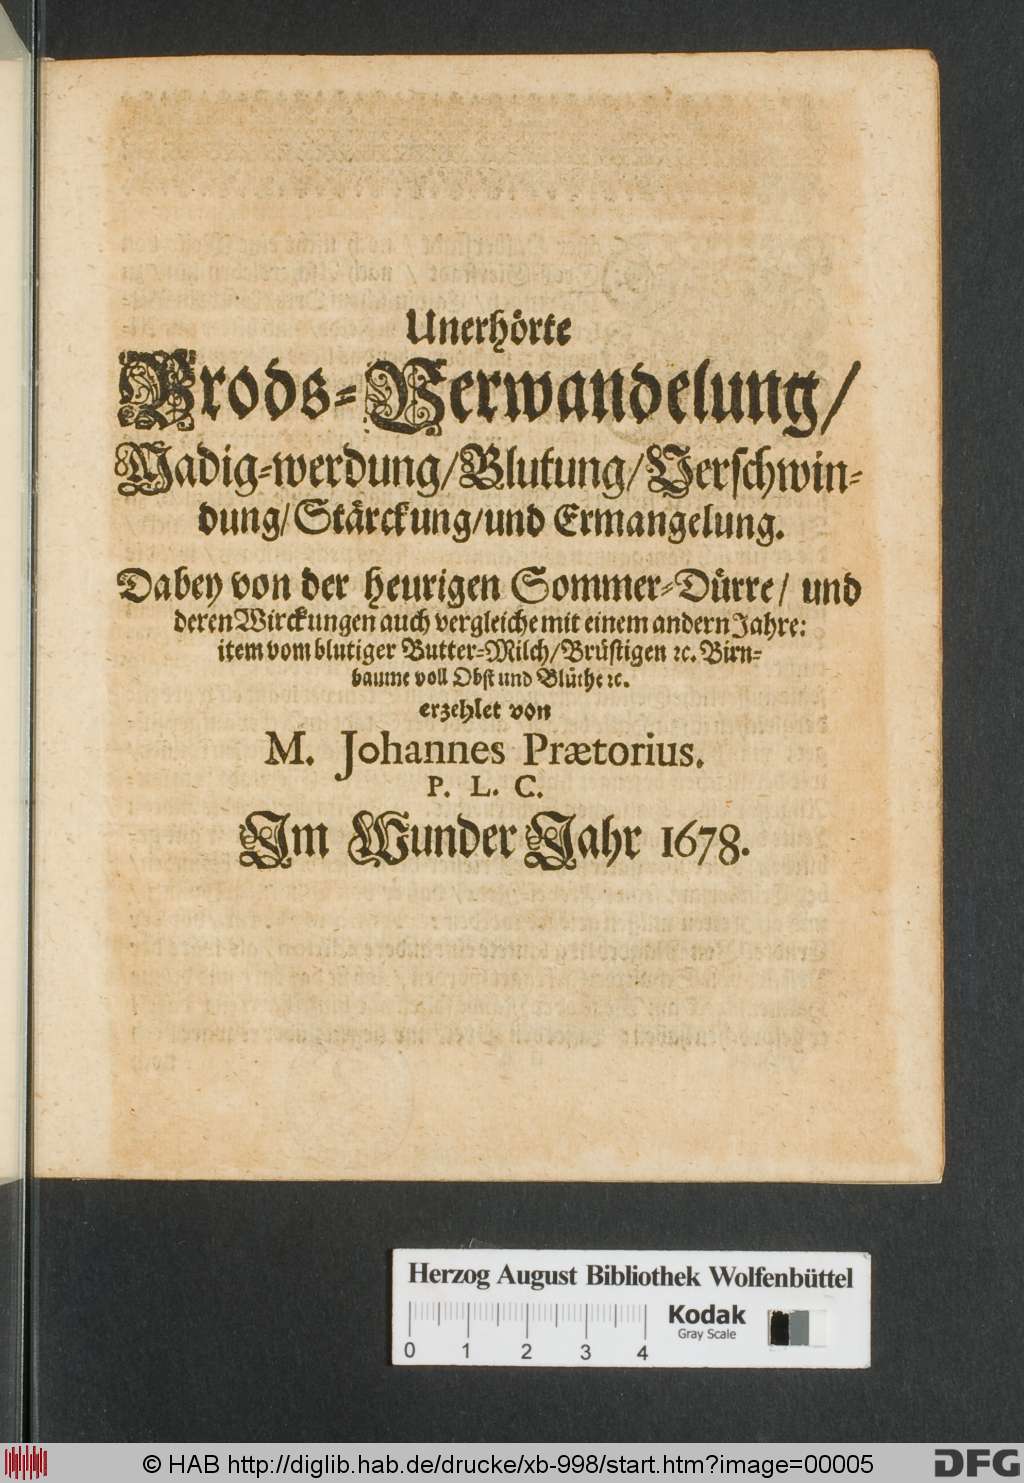 Unerhörte
Brods-Verwandelung/
Madig-werdung/Blutung/Verschwin-
dung/Stärckung/und Ermangelung.
Dabey von der heurigen Sommer-Dürre/ und
deren Wirckungen auch vergleiche mit einem andern Jahre:
item vom blutiger Butter-Milch/Brüstigen ꝛc. Birn-
baume voll Obst und Blüthe ꝛc.
erzehlet von
M. Johannes Prætorius.
P. L. C.
Im Wunder Jahr 1678.
Herzog August Bibliothek Wolfenbüttel
Kodak
Gray Scale
0 1 2 3 4
© HAB http://diglib.hab.de/drucke/xb-998/start.htm?image=00005
DFG